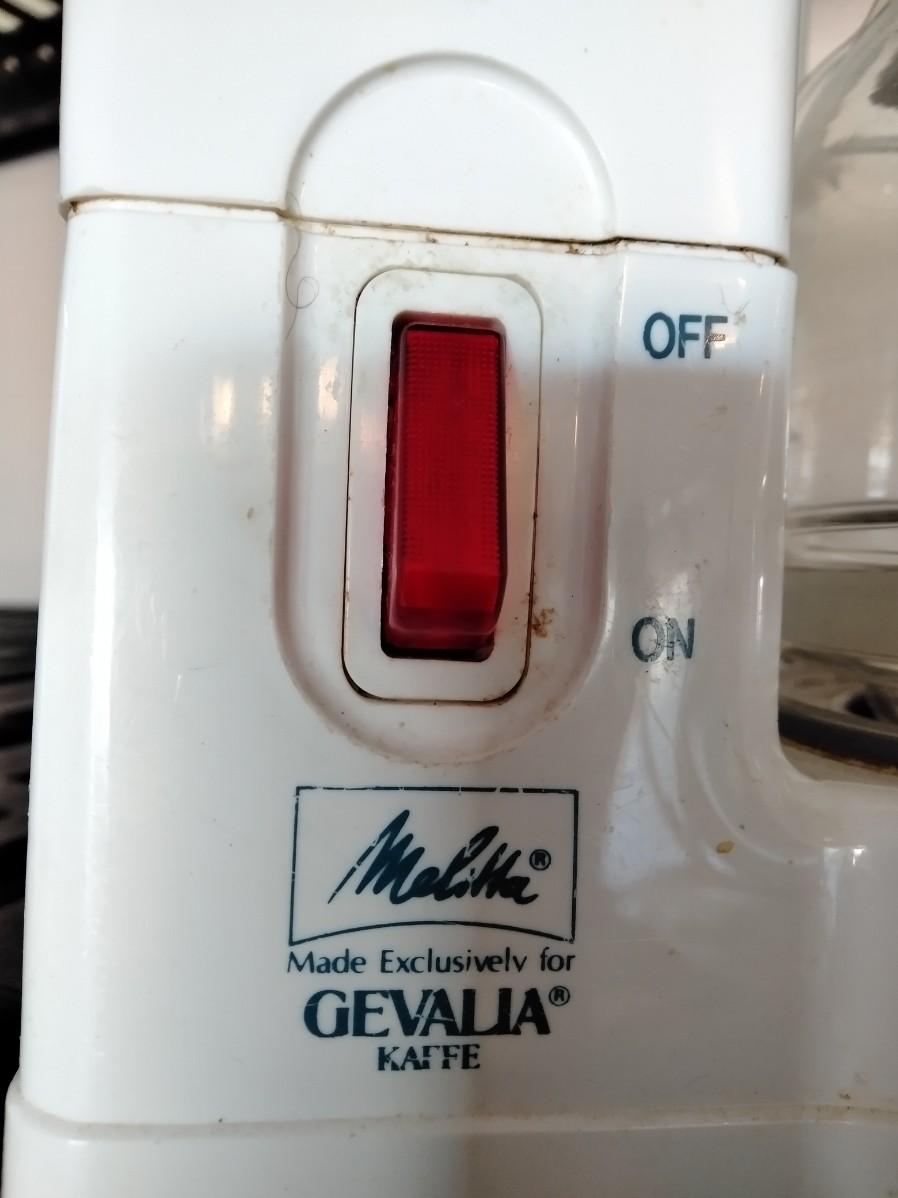 OFF
ON
Melitta®
Made Exclusively for
GEVALIA®
KAFFE